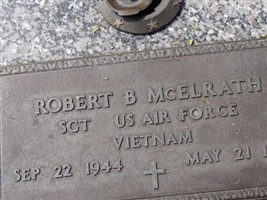 ROBERT B McELRATH
SGT US AIR FORCE
VIETNAM
SEP 22 1944 MAY 21